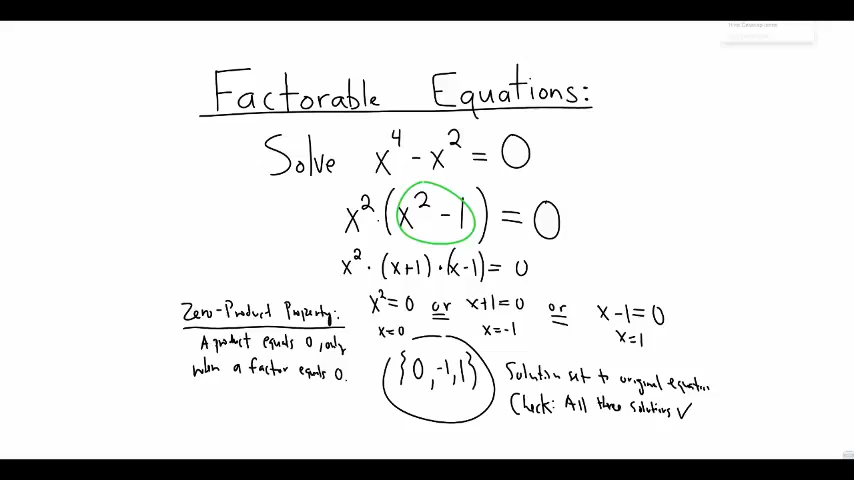 Factorable Equations:
Solve x⁴ - x² = 0
x² · (x² - 1) = 0
x² · (x+1) · (x-1) = 0
x² = 0 or x+1 = 0 or x-1 = 0
x=0 x=-1 x=1
Zero-Product Property:
A product equals 0, only
when a factor equals 0.
{0, -1, 1}
Solution set to original equation
Check: All three solutions ✓